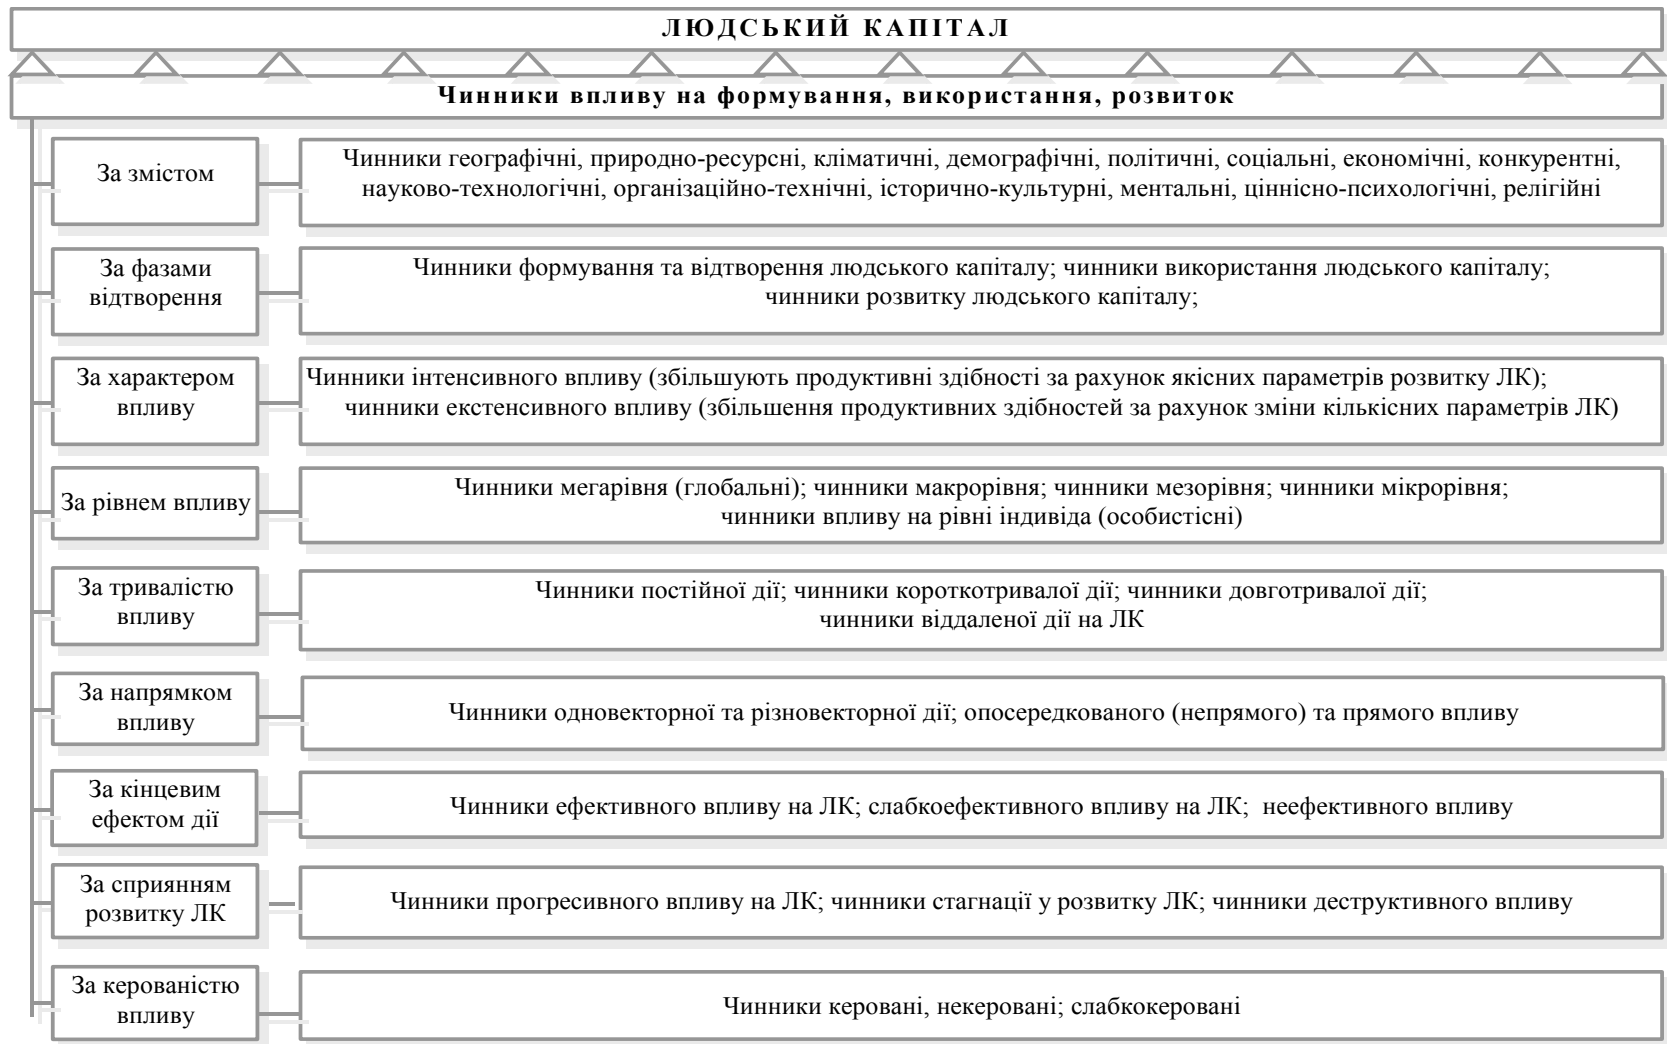 ЛЮДСЬКИЙ КАПІТАЛ
Чинники впливу на формування, використання, розвиток
За змістом
Чинники географічні, природно-ресурсні, кліматичні, демографічні, політичні, соціальні, економічні, конкурентні,
науково-технологічні, організаційно-технічні, історично-культурні, ментальні, ціннісно-психологічні, релігійні
За фазами
відтворення
Чинники формування та відтворення людського капіталу; чинники використання людського капіталу;
чинники розвитку людського капіталу;
За характером
впливу
Чинники інтенсивного впливу (збільшують продуктивні здібності за рахунок якісних параметрів розвитку ЛК);
чинники екстенсивного впливу (збільшення продуктивних здібностей за рахунок зміни кількісних параметрів ЛК)
За рівнем впливу
Чинники мегарівня (глобальні); чинники макрорівня; чинники мезорівня; чинники мікрорівня;
чинники впливу на рівні індивіда (особистісні)
За тривалістю
впливу
Чинники постійної дії; чинники короткотривалої дії; чинники довготривалої дії;
чинники віддаленої дії на ЛК
За напрямком
впливу
Чинники одновекторної та різновекторної дії; опосередкованого (непрямого) та прямого впливу
За кінцевим
ефектом дії
Чинники ефективного впливу на ЛК; слабкоефективного впливу на ЛК;  неефективного впливу
За сприянням
розвитку ЛК
Чинники прогресивного впливу на ЛК; чинники стагнації у розвитку ЛК; чинники деструктивного впливу
За керованістю
впливу
Чинники керовані, некеровані; слабкокеровані